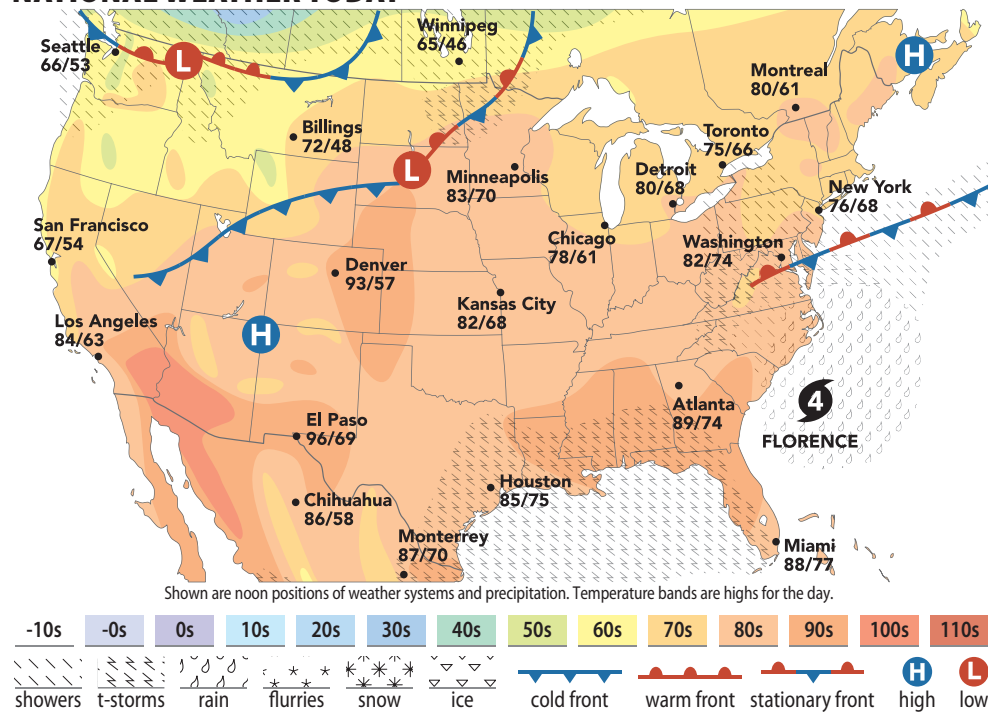 NATIONAL WEATHER TODAY
Winnipeg
65/46
Seattle
66/53
L
H
Montreal
80/61
Billings
72/48
Toronto
75/66
L
Minneapolis
83/70
Detroit
80/68
New York
76/68
San Francisco
67/54
Chicago
78/61
Washington
82/74
Denver
93/57
Kansas City
82/68
Los Angeles
84/63
H
4
FLORENCE
Atlanta
89/74
El Paso
96/69
Houston
85/75
Chihuahua
86/58
Monterrey
87/70
Miami
88/77
Shown are noon positions of weather systems and precipitation. Temperature bands are highs for the day.
-10s -0s 0s 10s 20s 30s 40s 50s 60s 70s 80s 90s 100s 110s
H L
showers t-storms rain flurries snow ice cold front warm front stationary front high low